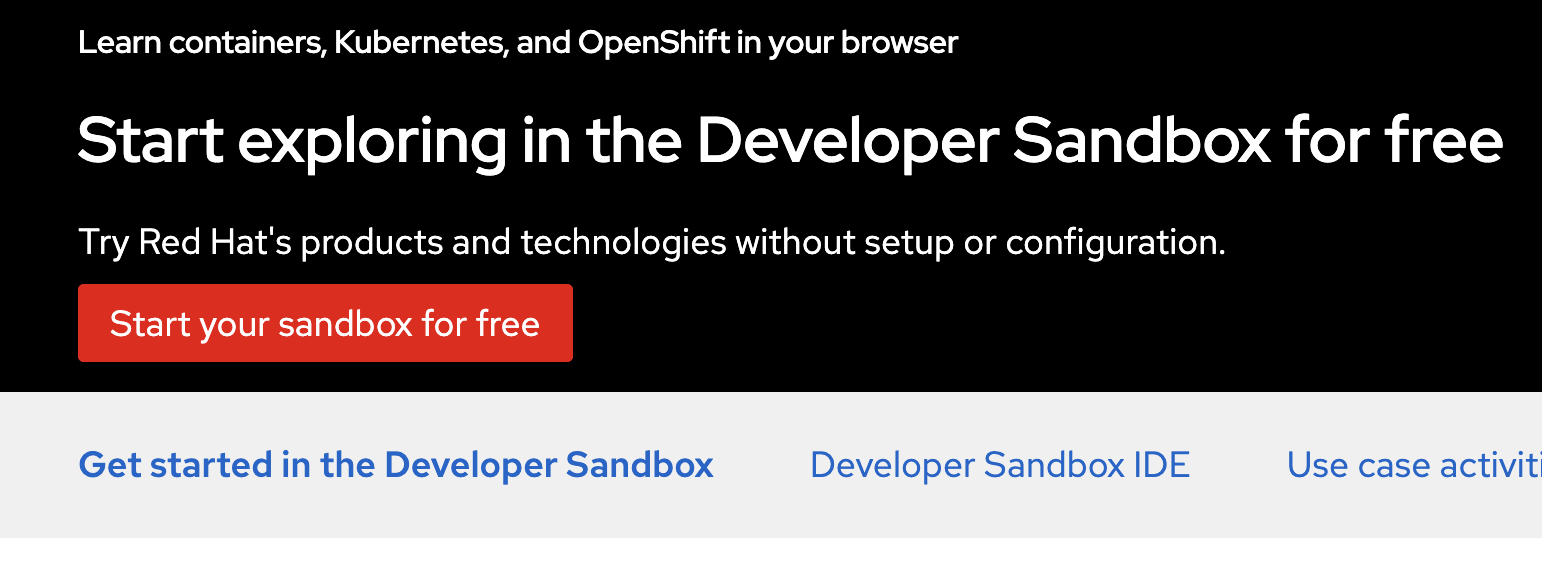 Learn containers, Kubernetes, and OpenShift in your browser
Start exploring in the Developer Sandbox for free
Try Red Hat's products and technologies without setup or configuration.
Start your sandbox for free
Get started in the Developer Sandbox
Developer Sandbox IDE
Use case